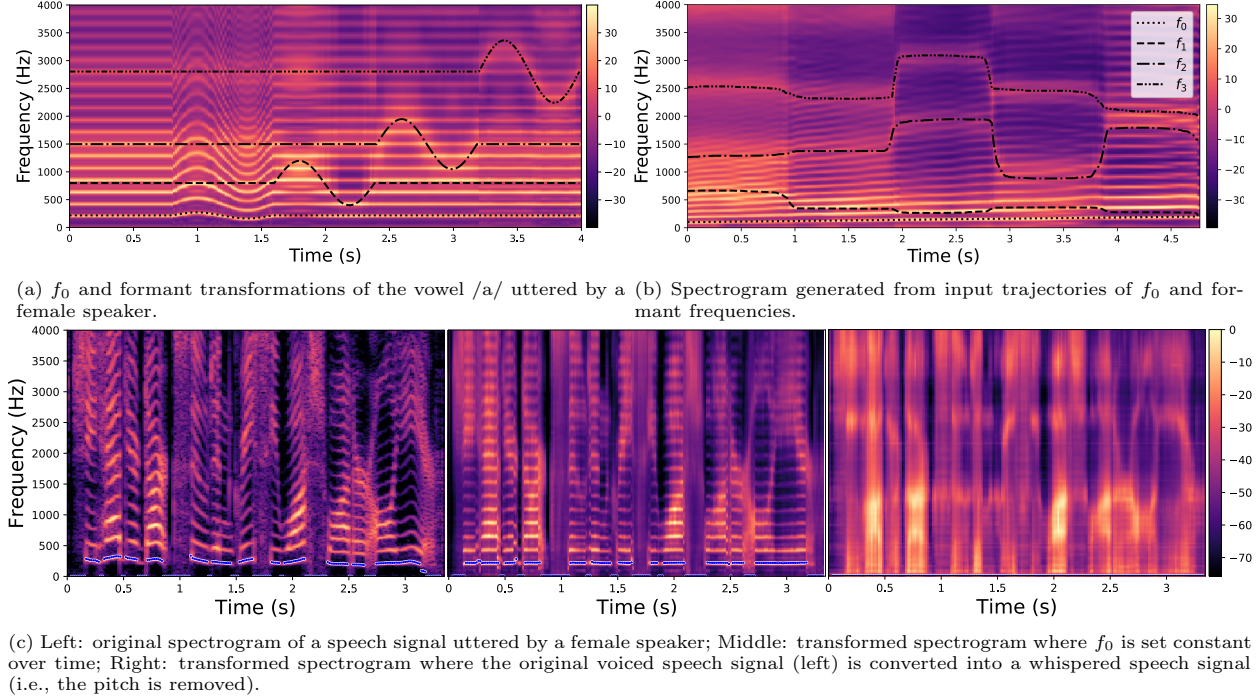 4000
3500
3000
2500
2000
1500
1000
500
0
Frequency (Hz)
0 0.5 1 1.5 2 2.5 3 3.5 4
Time (s)
30
20
10
0
−10
−20
−30
4000
3500
3000
2500
2000
1500
1000
500
0
Frequency (Hz)
0 0.5 1 1.5 2 2.5 3 3.5 4 4.5
Time (s)
f0
f1
f2
f3
30
20
10
0
−10
−20
−30
(a) f0 and formant transformations of the vowel /a/ uttered by a
female speaker.
(b) Spectrogram generated from input trajectories of f0 and for-
mant frequencies.
4000
3500
3000
2500
2000
1500
1000
500
0
Frequency (Hz)
0 0.5 1 1.5 2 2.5 3
Time (s)
0 0.5 1 1.5 2 2.5 3
Time (s)
0 0.5 1 1.5 2 2.5 3
Time (s)
0
−10
−20
−30
−40
−50
−60
−70
(c) Left: original spectrogram of a speech signal uttered by a female speaker; Middle: transformed spectrogram where f0 is set constant
over time; Right: transformed spectrogram where the original voiced speech signal (left) is converted into a whispered speech signal
(i.e., the pitch is removed).